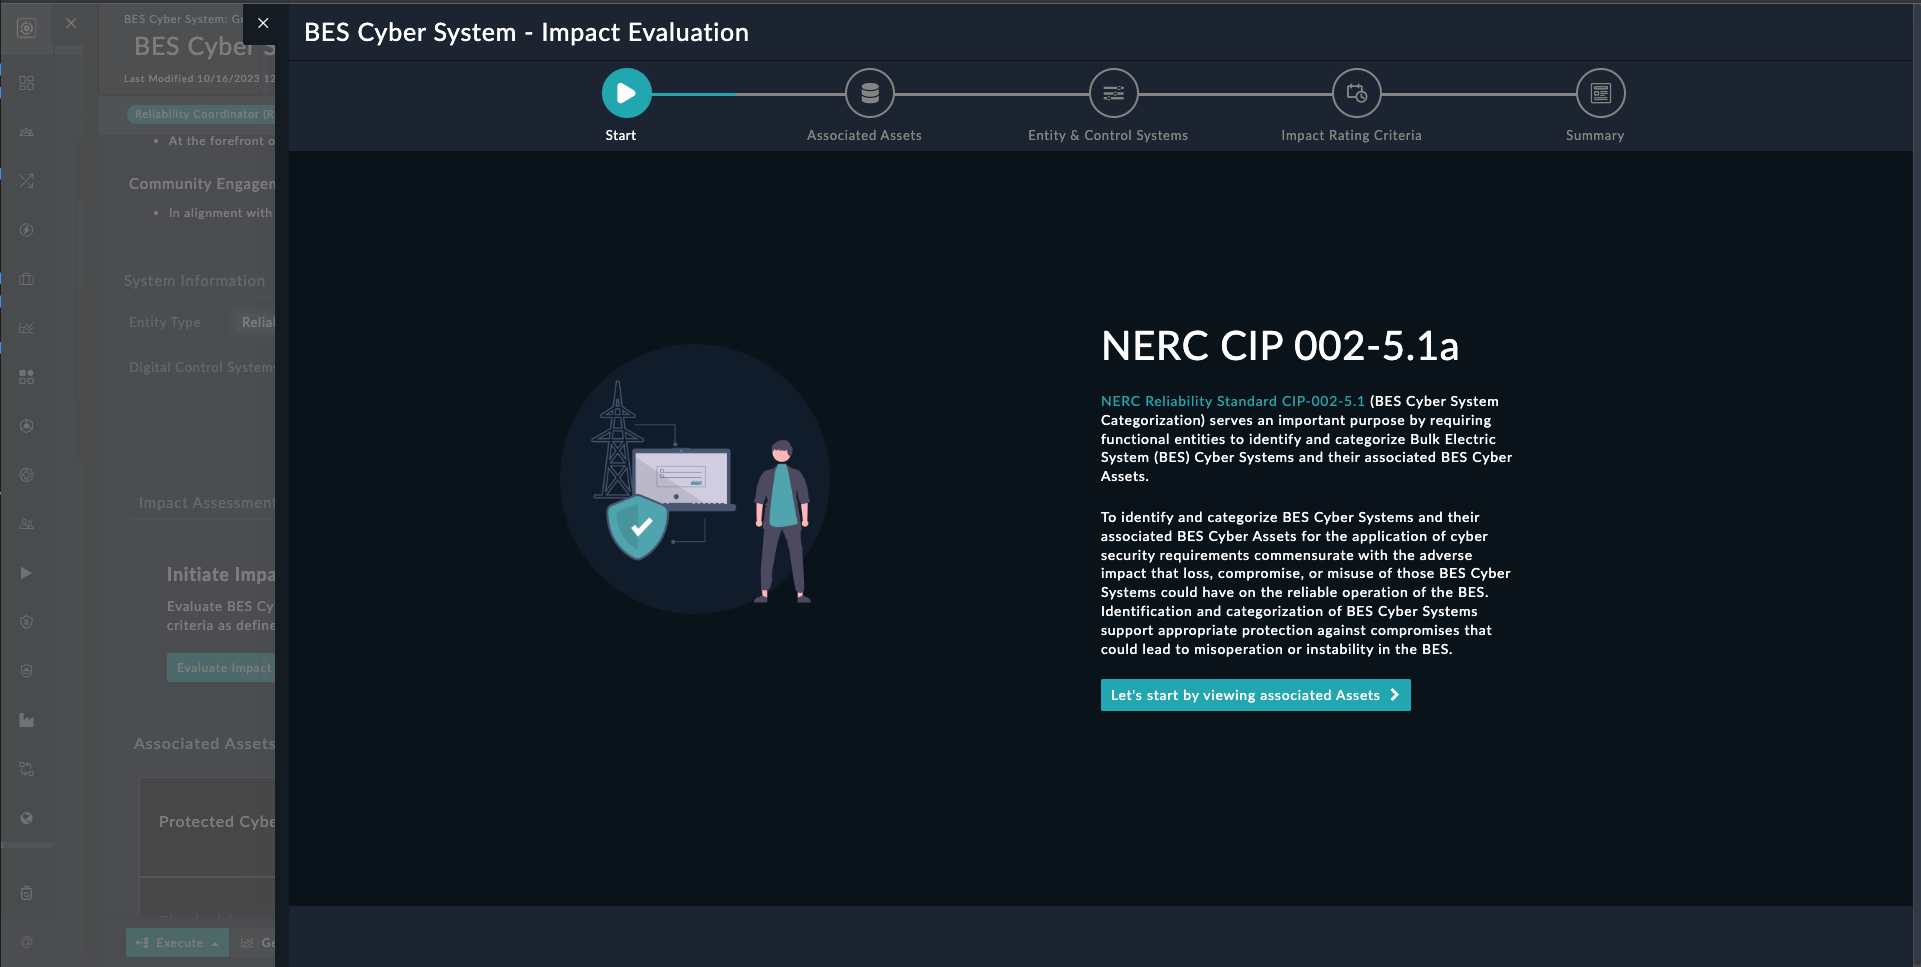 BES Cyber System: G
BES Cyber S
Last Modified 10/16/2023 12
Reliability Coordinator (R
At the forefront o
Community Engagem
In alignment with
System Information
Entity Type
Reliab
Digital Control Systems
Impact Assessment
Initiate Impa
Evaluate BES Cy
criteria as define
Evaluate Impact
Associated Assets
Protected Cybe
Execute
Ge
BES Cyber System - Impact Evaluation
Start
Associated Assets
Entity & Control Systems
Impact Rating Criteria
Summary
NERC CIP 002-5.1a
NERC Reliability Standard CIP-002-5.1 (BES Cyber System
Categorization) serves an important purpose by requiring
functional entities to identify and categorize Bulk Electric
System (BES) Cyber Systems and their associated BES Cyber
Assets.
To identify and categorize BES Cyber Systems and their
associated BES Cyber Assets for the application of cyber
security requirements commensurate with the adverse
impact that loss, compromise, or misuse of those BES Cyber
Systems could have on the reliable operation of the BES.
Identification and categorization of BES Cyber Systems
support appropriate protection against compromises that
could lead to misoperation or instability in the BES.
Let's start by viewing associated Assets